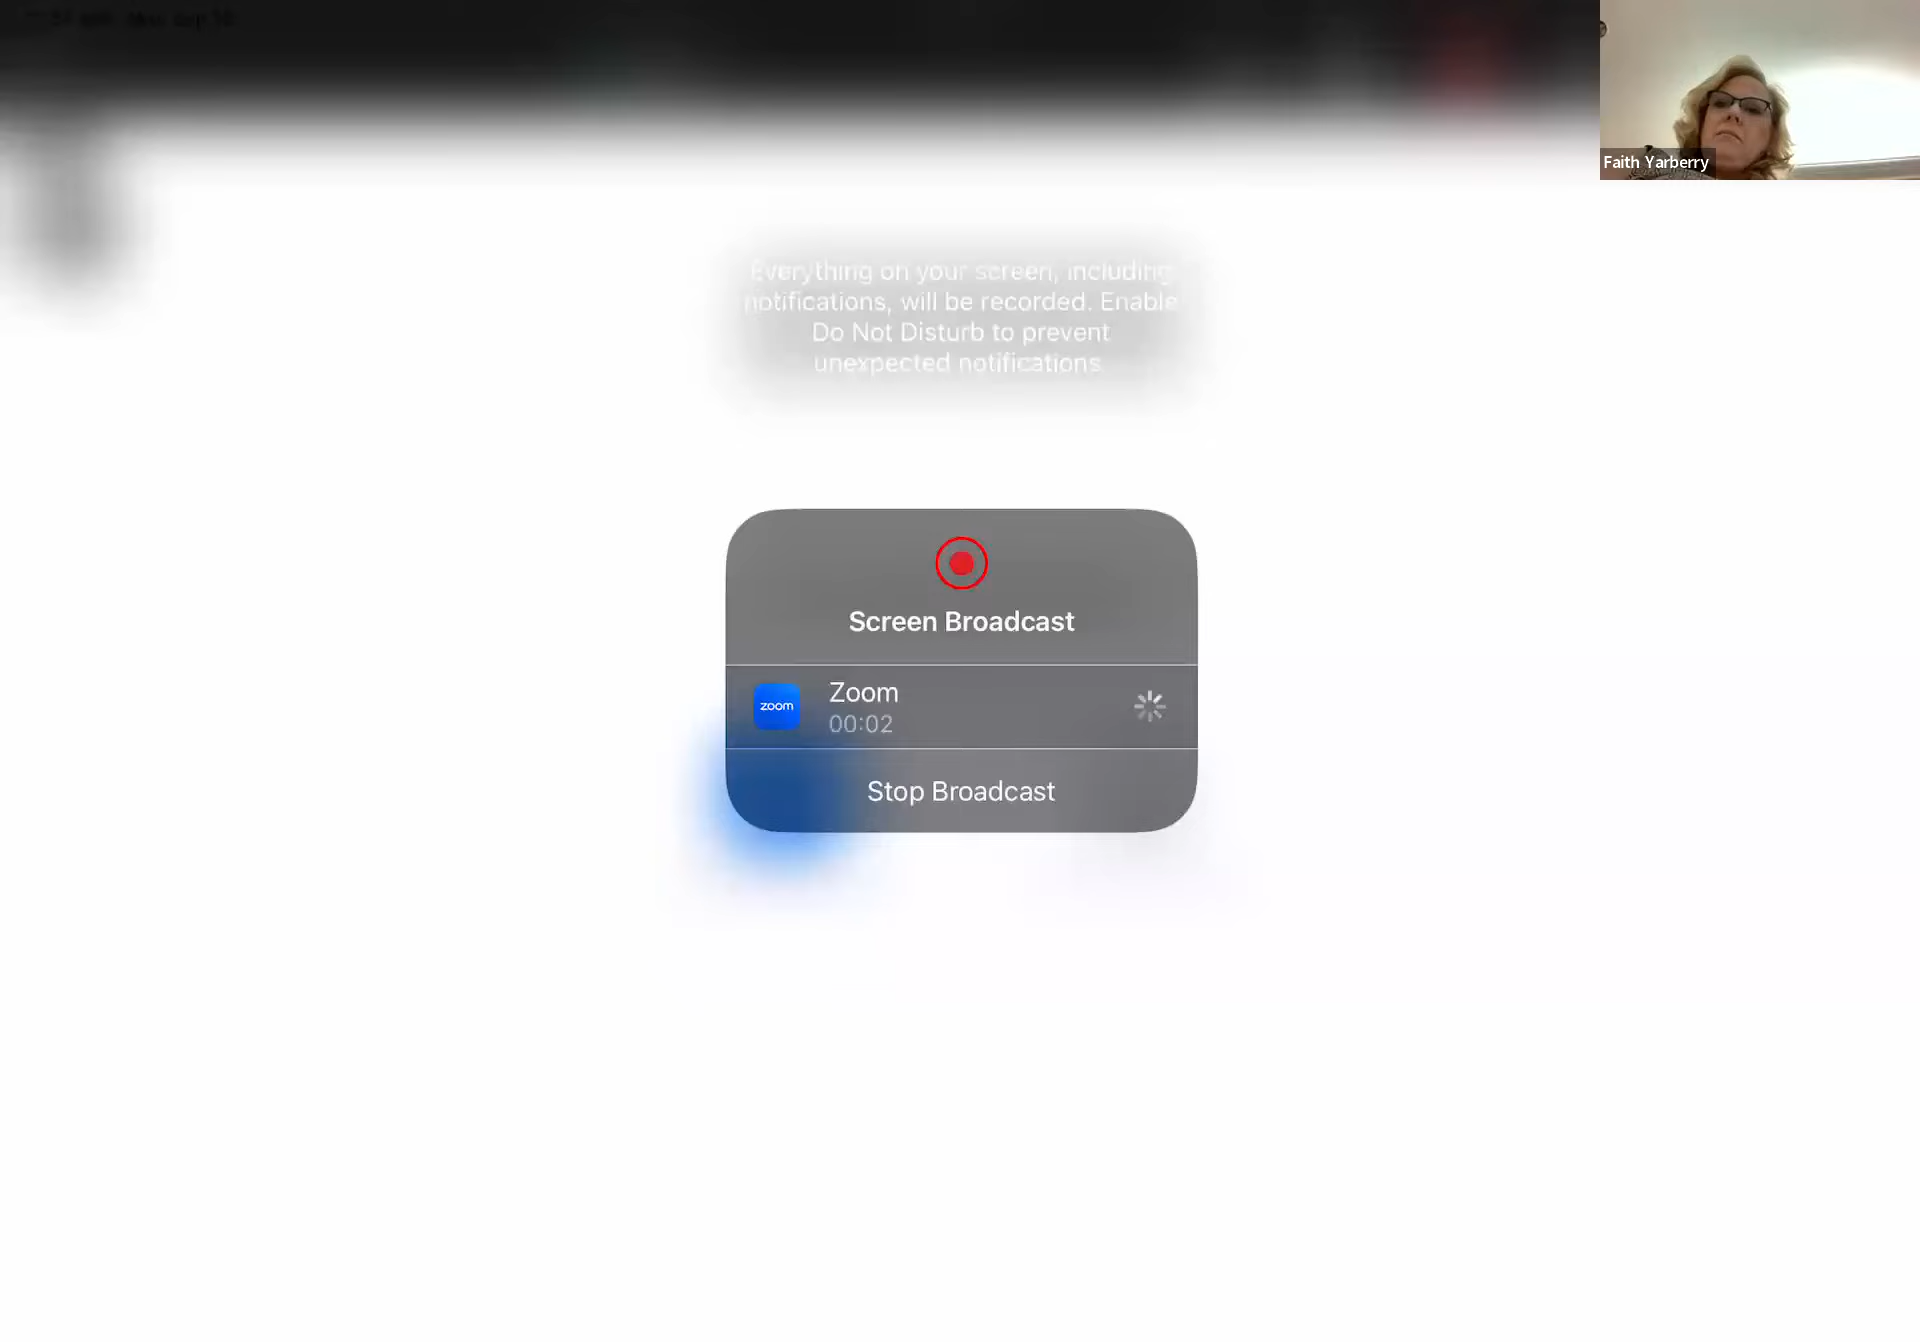 Faith Yarberry
Everything on your screen, including
notifications, will be recorded. Enable
Do Not Disturb to prevent
unexpected notifications.
Screen Broadcast
zoom
Zoom
00:02
Stop Broadcast